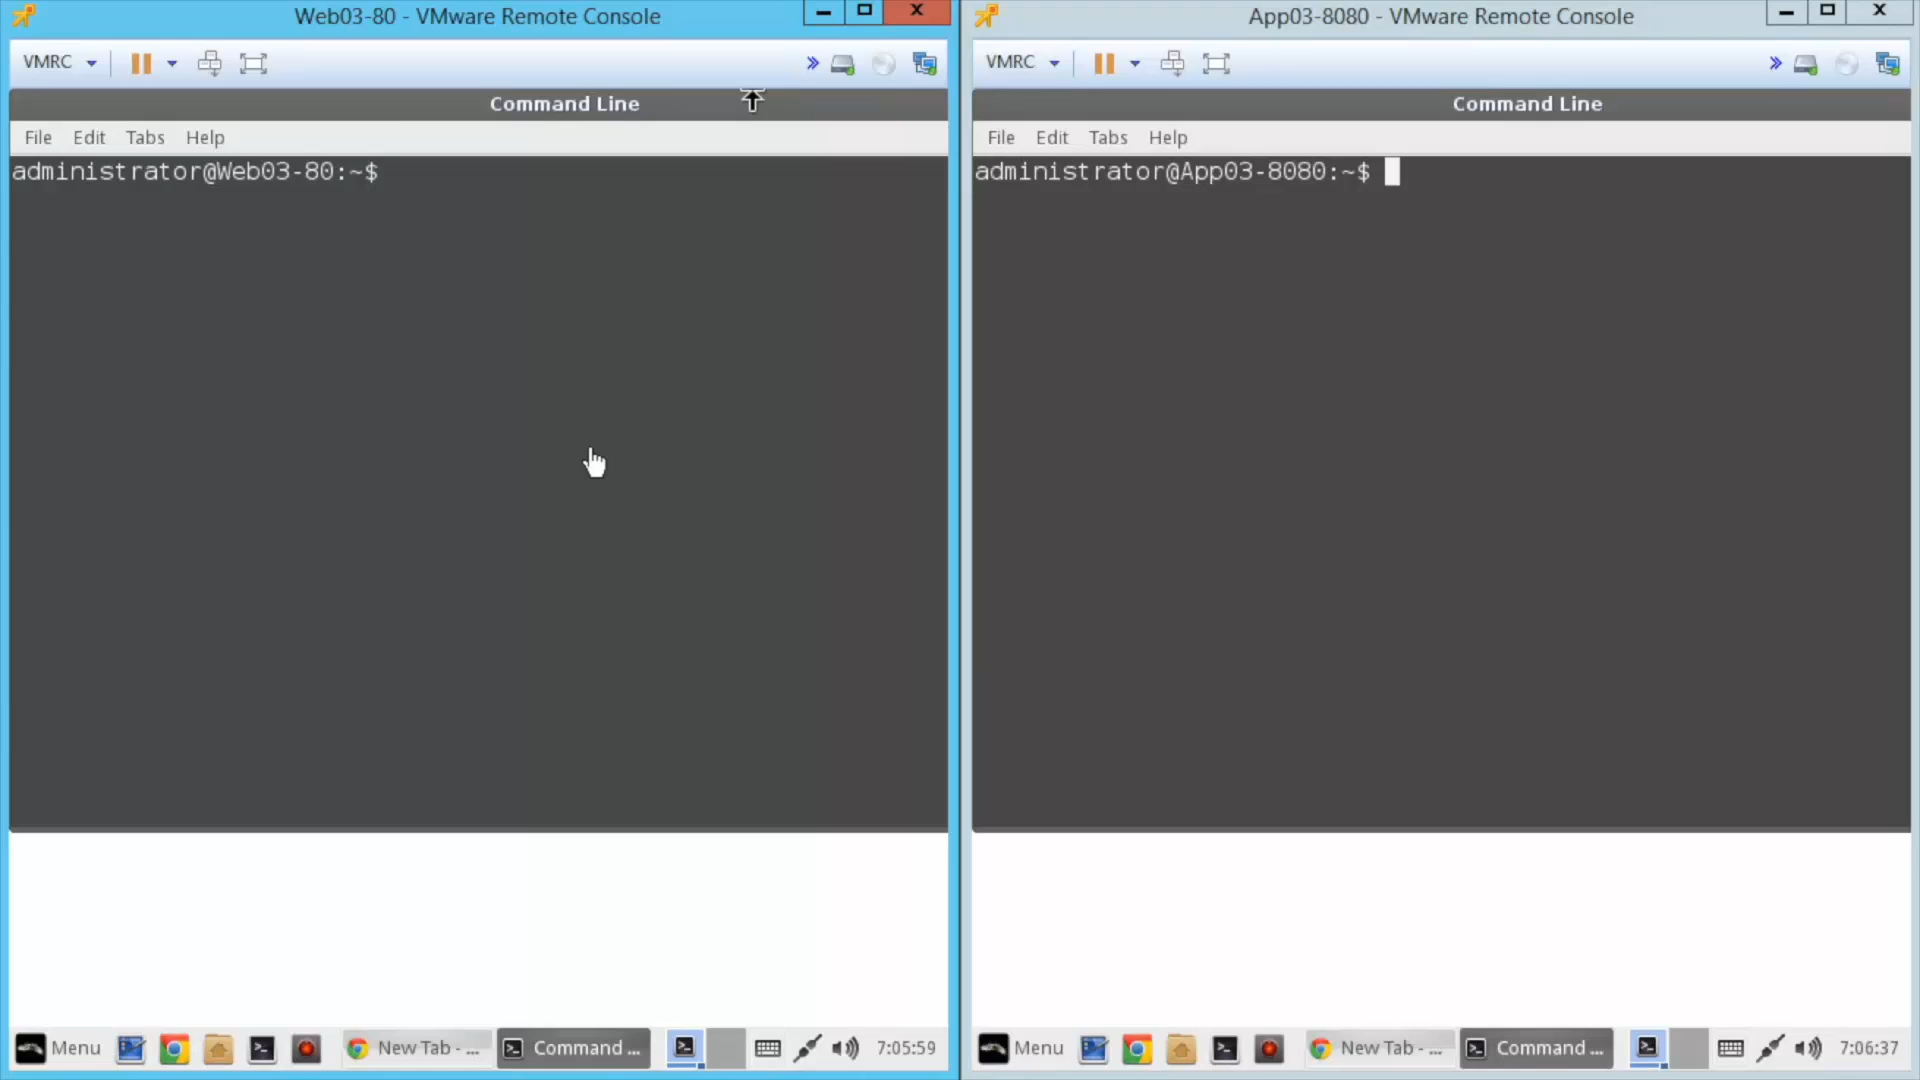 Web03-80 - VMware Remote Console
VMRC
Command Line
File Edit Tabs Help
administrator@Web03-80:~$
Menu New Tab - ... Command ... 7:05:59
App03-8080 - VMware Remote Console
VMRC
Command Line
File Edit Tabs Help
administrator@App03-8080:~$
Menu New Tab - ... Command ... 7:06:37